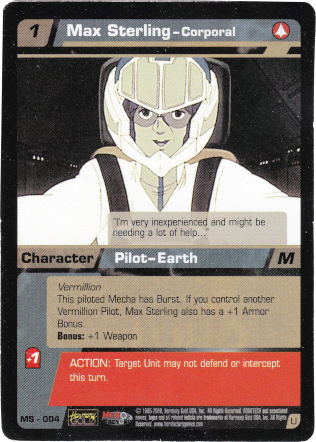 1
Max Sterling-Corporal
"I'm very inexperienced and might be
needing a lot of help..."
Character
Pilot-Earth
M
Vermillion
This piloted Mecha has Burst. If you control another
Vermillion Pilot, Max Sterling also has a +1 Armor
Bonus.
Bonus: +1 Weapon
+1
ACTION: Target Unit may not defend or intercept
this turn.
MS - 004
Harmony
GOLD
U